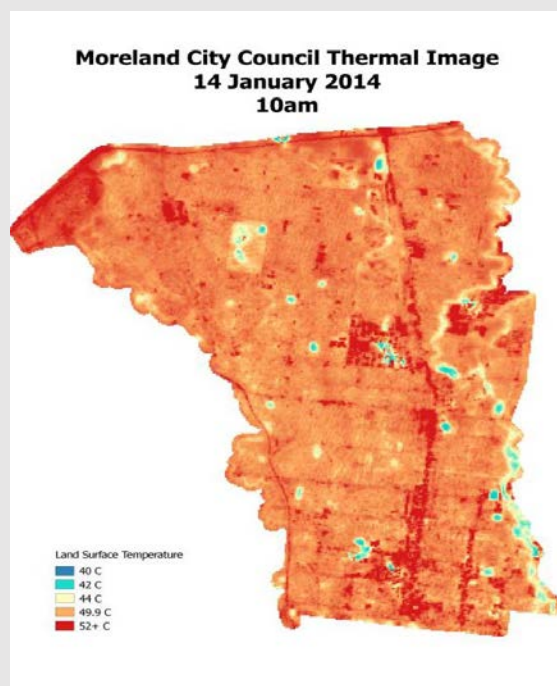 Moreland City Council Thermal Image
14 January 2014
10am
Land Surface Temperature
40 C
42 C
44 C
49.9 C
52+ C